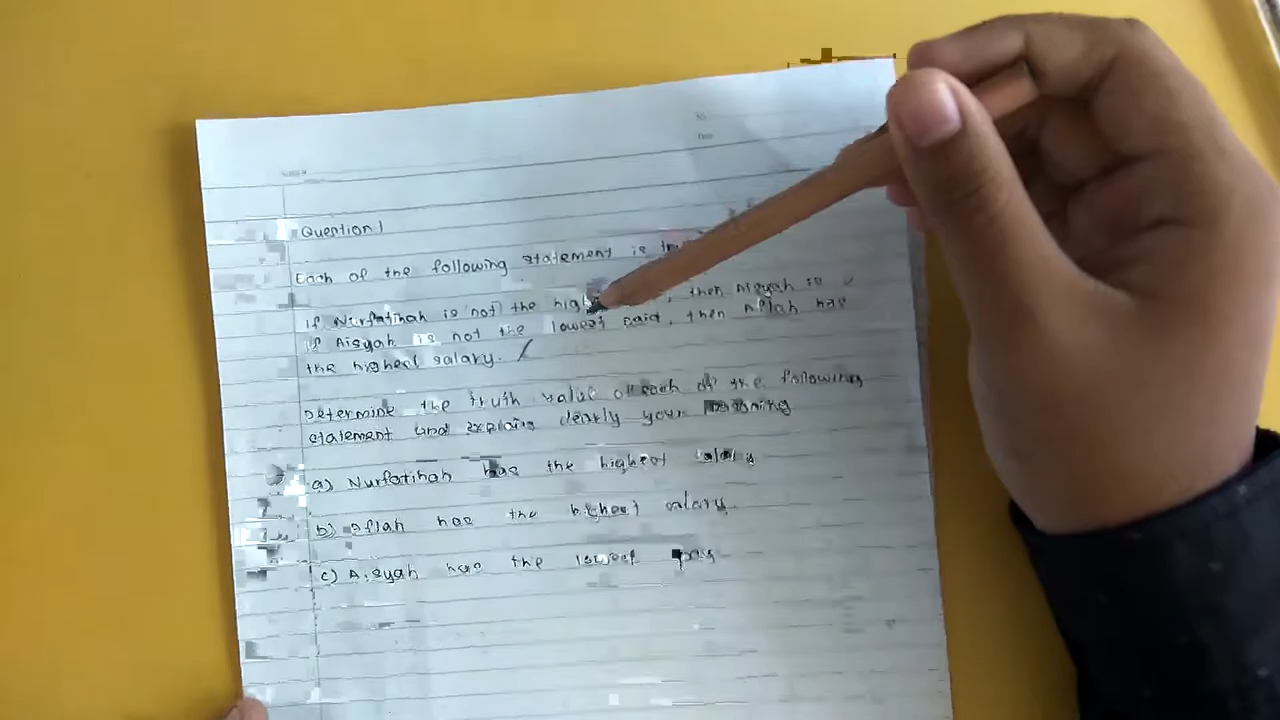 Question 1
Each of the following statement is
If Nurfatihah is not the, then Aisyah is
If Aisyah is not the lowest paid, then Aflah has
the highest salary.
Determine the truth value of each of the following
statement and explain clearly your
a) Nurfatihah has the highest
b) Aflah has the highest salary.
c) Aisyah has the lowest